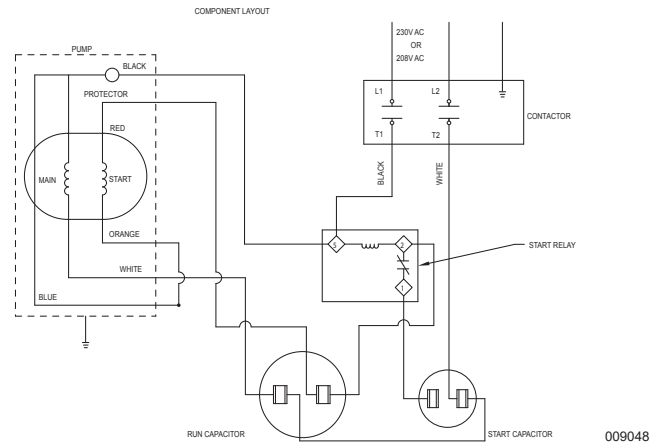 COMPONENT LAYOUT
230V AC
OR
208V AC
PUMP
BLACK
PROTECTOR
L1
L2
CONTACTOR
T1
T2
RED
MAIN
START
BLACK
WHITE
ORANGE
5
2
START RELAY
WHITE
1
BLUE
RUN CAPACITOR
START CAPACITOR
009048